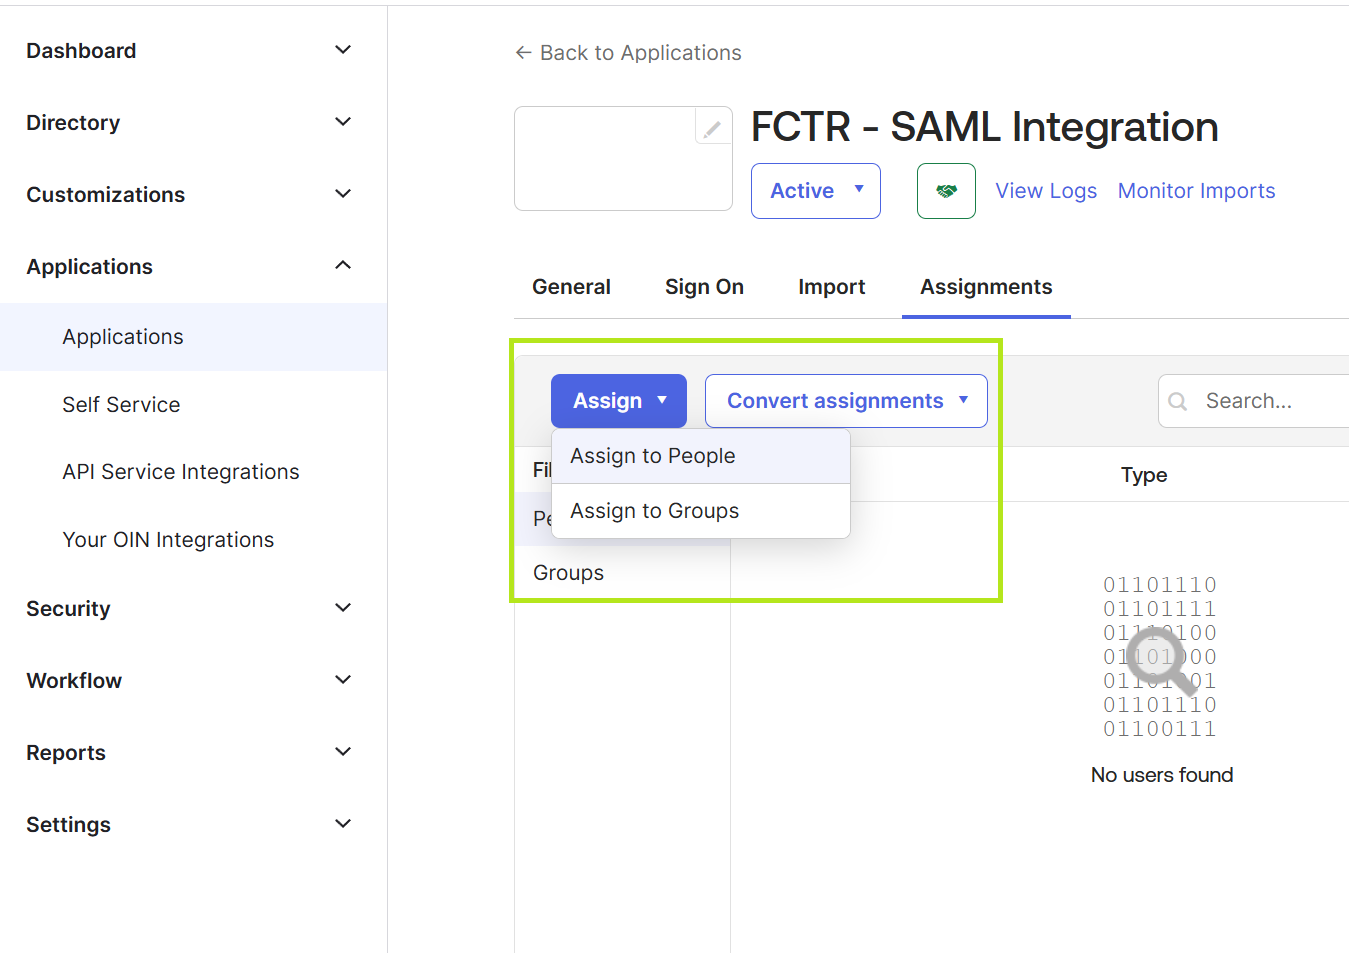 Dashboard
Directory
Customizations
Applications
Applications
Self Service
API Service Integrations
Your OIN Integrations
Security
Workflow
Reports
Settings
← Back to Applications
FCTR - SAML Integration
Active
View Logs Monitor Imports
General Sign On Import Assignments
Assign Convert assignments Search...
Assign to People
Assign to Groups
Groups
Type
01101110
01101111
01110100
01101000
01101001
01101110
01100111
No users found